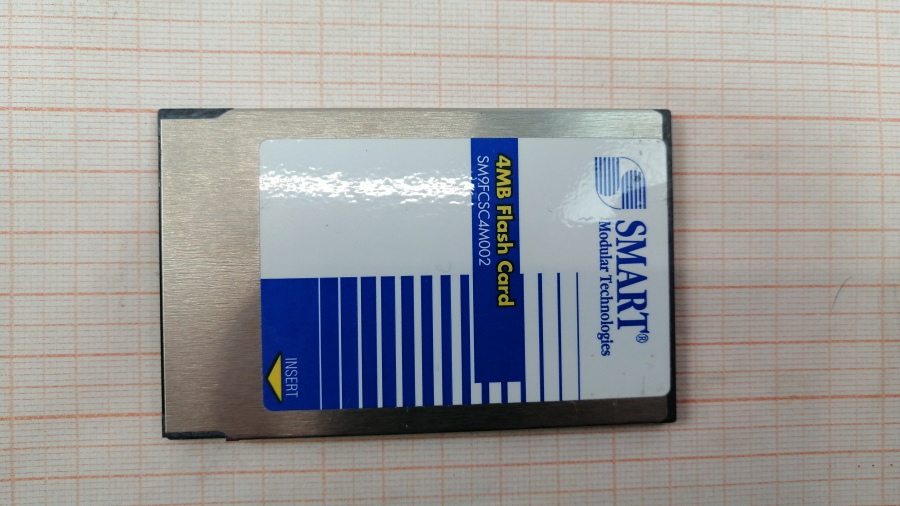 SMART®
Modular Technologies
4MB Flash Card
SM9FCSC4M002
INSERT